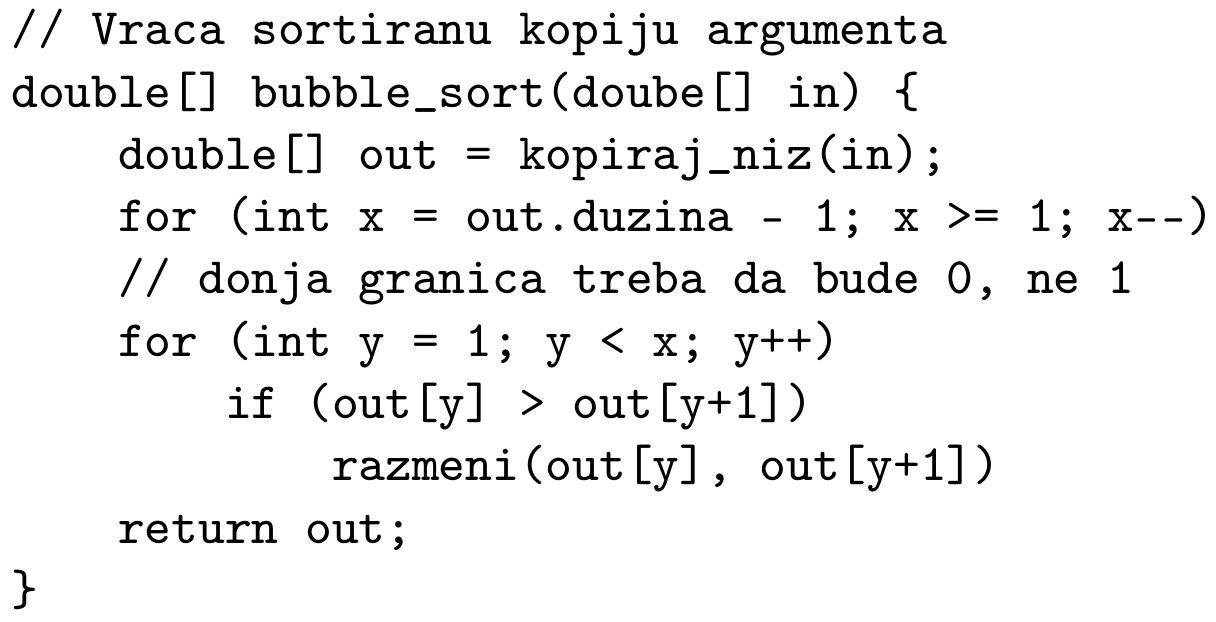 // Vraca sortiranu kopiju argumenta
double[] bubble_sort(doube[] in) {
    double[] out = kopiraj_niz(in);
    for (int x = out.duzina - 1; x >= 1; x--)
    // donja granica treba da bude 0, ne 1
    for (int y = 1; y < x; y++)
        if (out[y] > out[y+1])
            razmeni(out[y], out[y+1])
    return out;
}